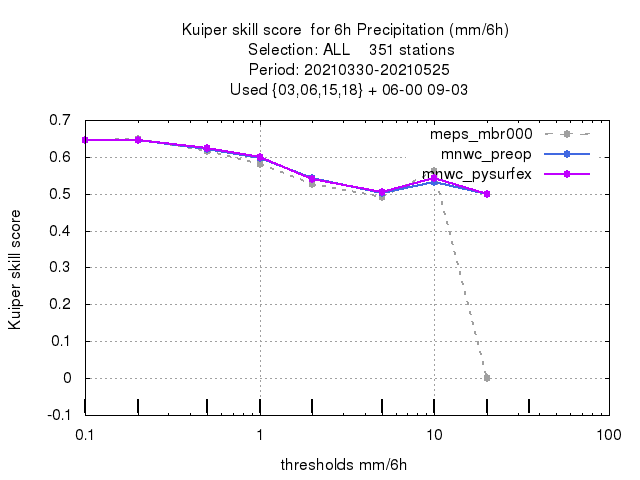 Kuiper skill score  for 6h Precipitation (mm/6h)
Selection: ALL    351 stations
Period: 20210330-20210525
Used {03,06,15,18} + 06-00 09-03
meps_mbr000
mnwc_preop
mnwc_pysurfex
0.7
0.6
0.5
0.4
0.3
0.2
0.1
0
-0.1
Kuiper skill score
0.1 1 10 100
thresholds mm/6h